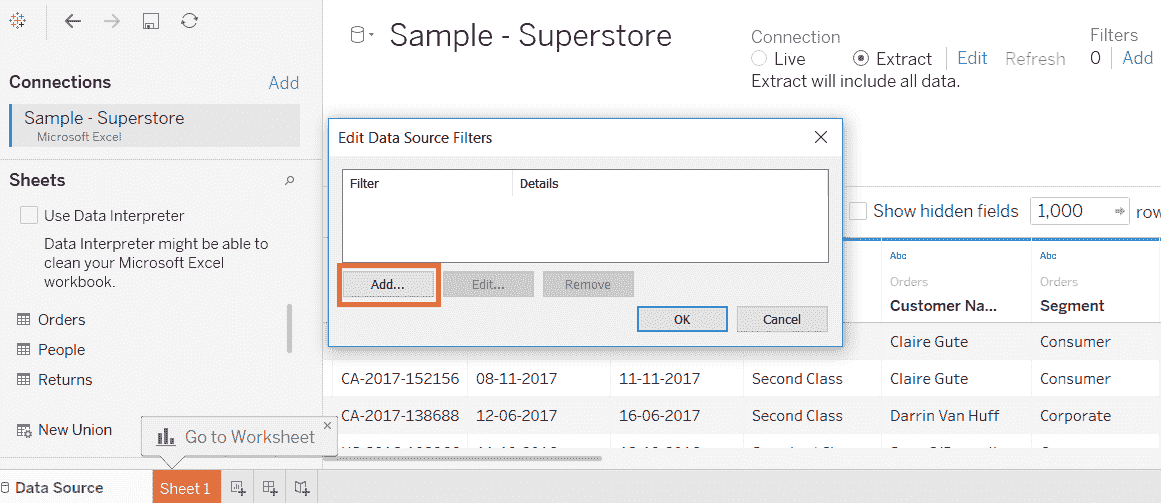 Sample - Superstore
Connection
Live
Extract
Edit
Refresh
Extract will include all data.
Filters
0
Add
Connections
Add
Sample - Superstore
Microsoft Excel
Sheets
Use Data Interpreter
Data Interpreter might be able to
clean your Microsoft Excel
workbook.
Orders
People
Returns
New Union
Go to Worksheet
Edit Data Source Filters
Filter
Details
Add...
Edit...
Remove
OK
Cancel
Show hidden fields
1,000
row
Abc
Abc
Orders
Orders
Customer Na...
Segment
Claire Gute
Consumer
CA-2017-152156
08-11-2017
11-11-2017
Second Class
Claire Gute
Consumer
CA-2017-138688
12-06-2017
16-06-2017
Second Class
Darrin Van Huff
Corporate
Data Source
Sheet 1